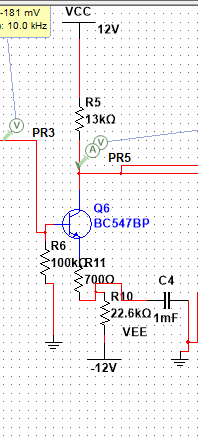 -181 mV
: 10.0 kHz
VCC
12V
V
R5
13kΩ
PR3
A
V
PR5
Q6
BC547BP
R6
100kΩ
R11
700Ω
C4
R10
22.6kΩ
1mF
VEE
-12V